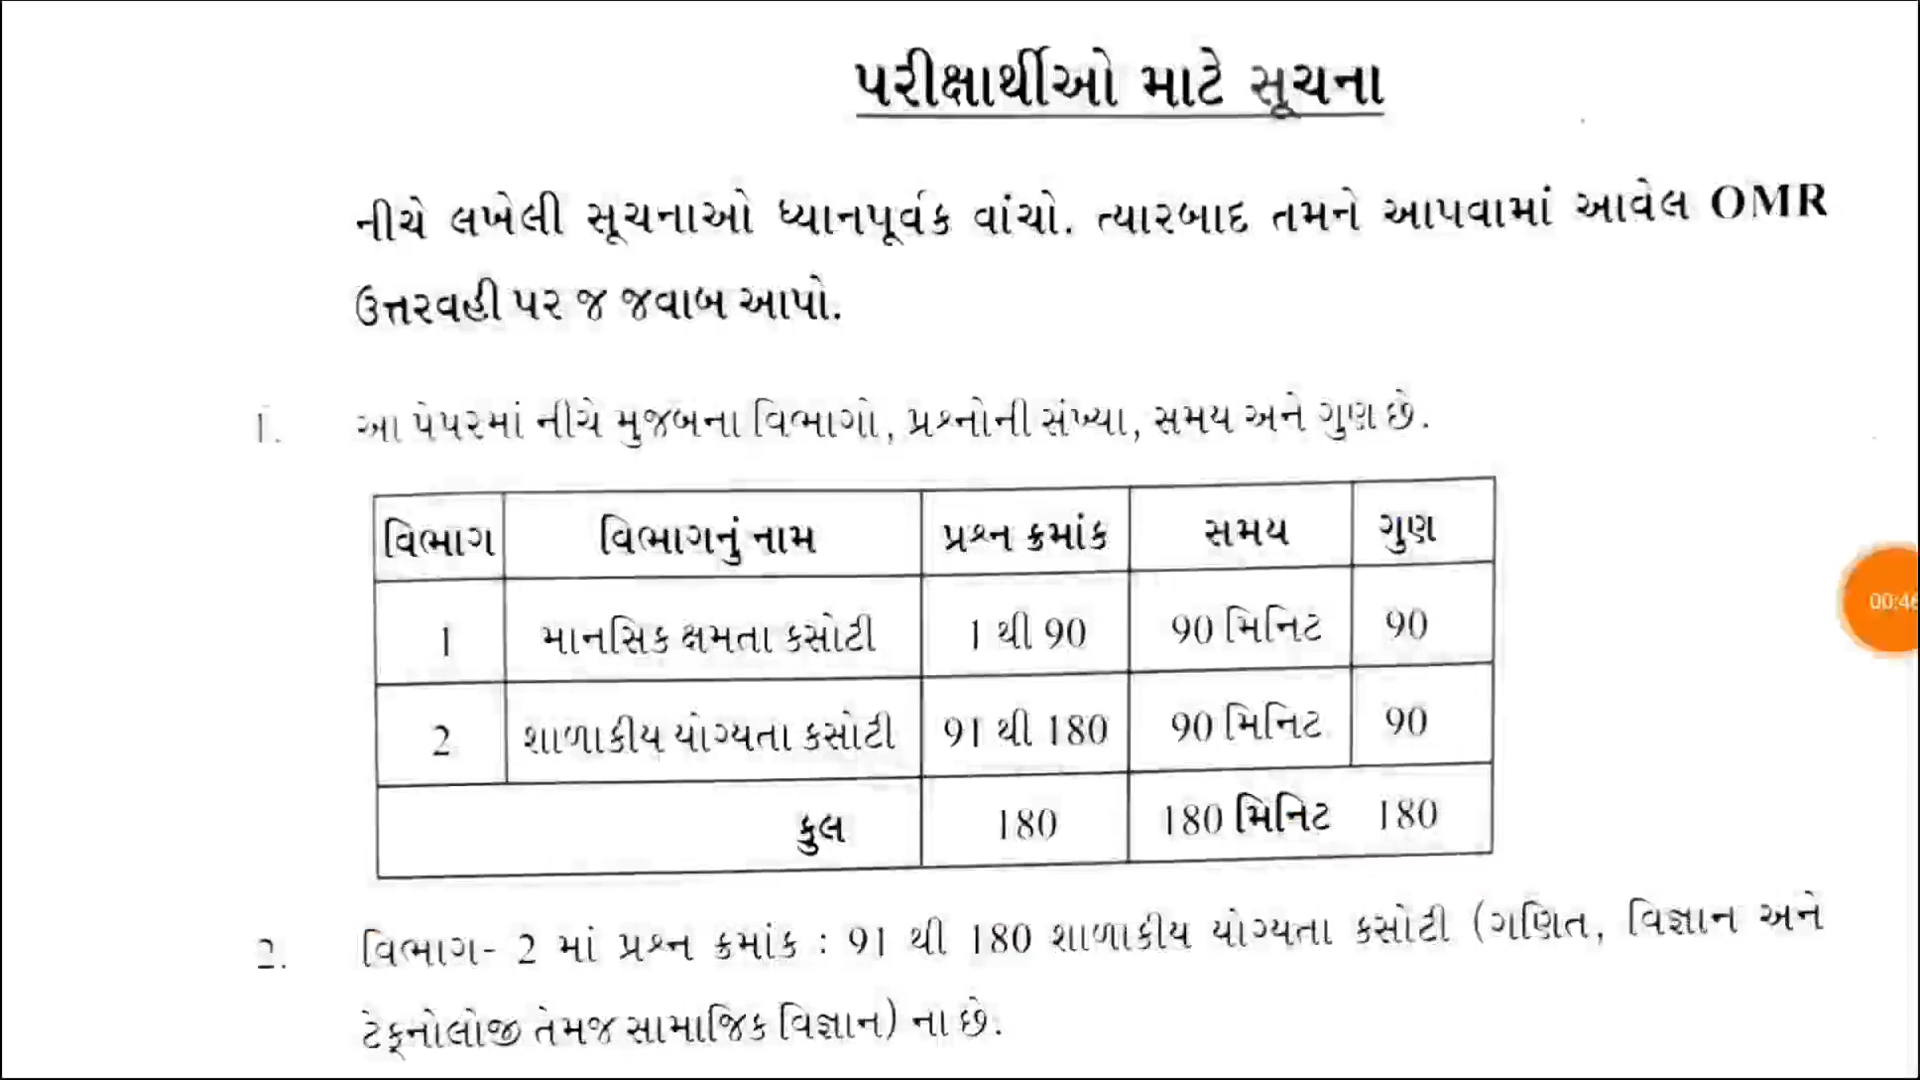 પરીક્ષાર્થીઓ માટે સૂચના
નીચે લખેલી સૂચનાઓ ધ્યાનપૂર્વક વાંચો. ત્યારબાદ તમને આપવામાં આવેલ OMR
ઉત્તરવહી પર જ જવાબ આપો.
1. આ પેપરમાં નીચે મુજબના વિભાગો, પ્રશ્નોની સંખ્યા, સમય અને ગુણ છે.
વિભાગ વિભાગનું નામ પ્રશ્ન ક્રમાંક સમય ગુણ
1 માનસિક ક્ષમતા કસોટી 1 થી 90 90 મિનિટ 90
2 શાળાકીય યોગ્યતા કસોટી 91 થી 180 90 મિનિટ 90
કુલ 180 180 મિનિટ 180
00:46
2. વિભાગ- 2 માં પ્રશ્ન ક્રમાંક : 91 થી 180 શાળાકીય યોગ્યતા કસોટી (ગણિત, વિજ્ઞાન અને
ટેક્નોલોજી તેમજ સામાજિક વિજ્ઞાન) ના છે.